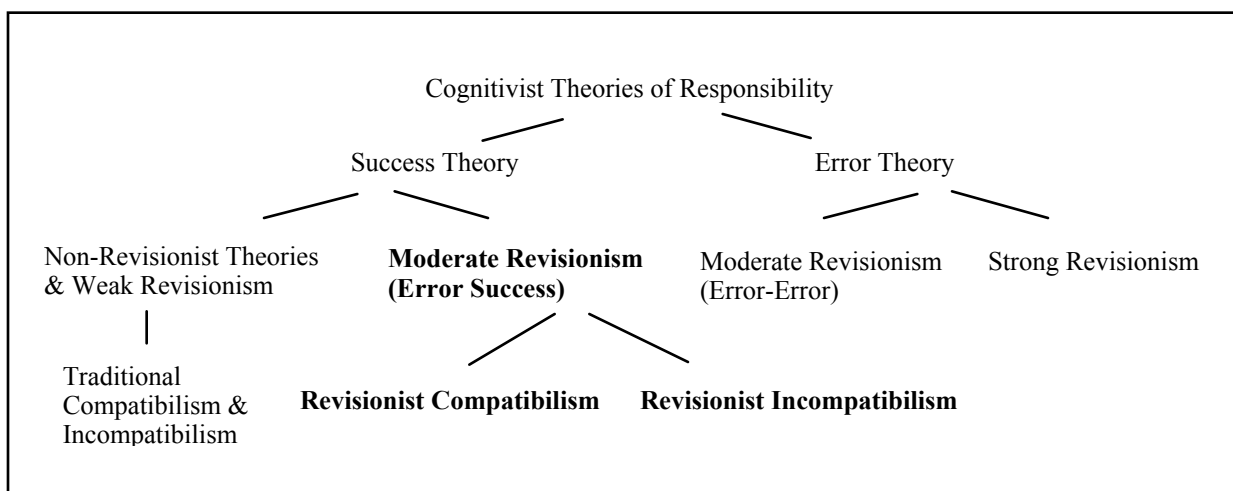 Cognitivist Theories of Responsibility
Success Theory
Error Theory
Non-Revisionist Theories
& Weak Revisionism
Moderate Revisionism
(Error Success)
Moderate Revisionism
(Error-Error)
Strong Revisionism
Traditional
Compatibilism &
Incompatibilism
Revisionist Compatibilism
Revisionist Incompatibilism